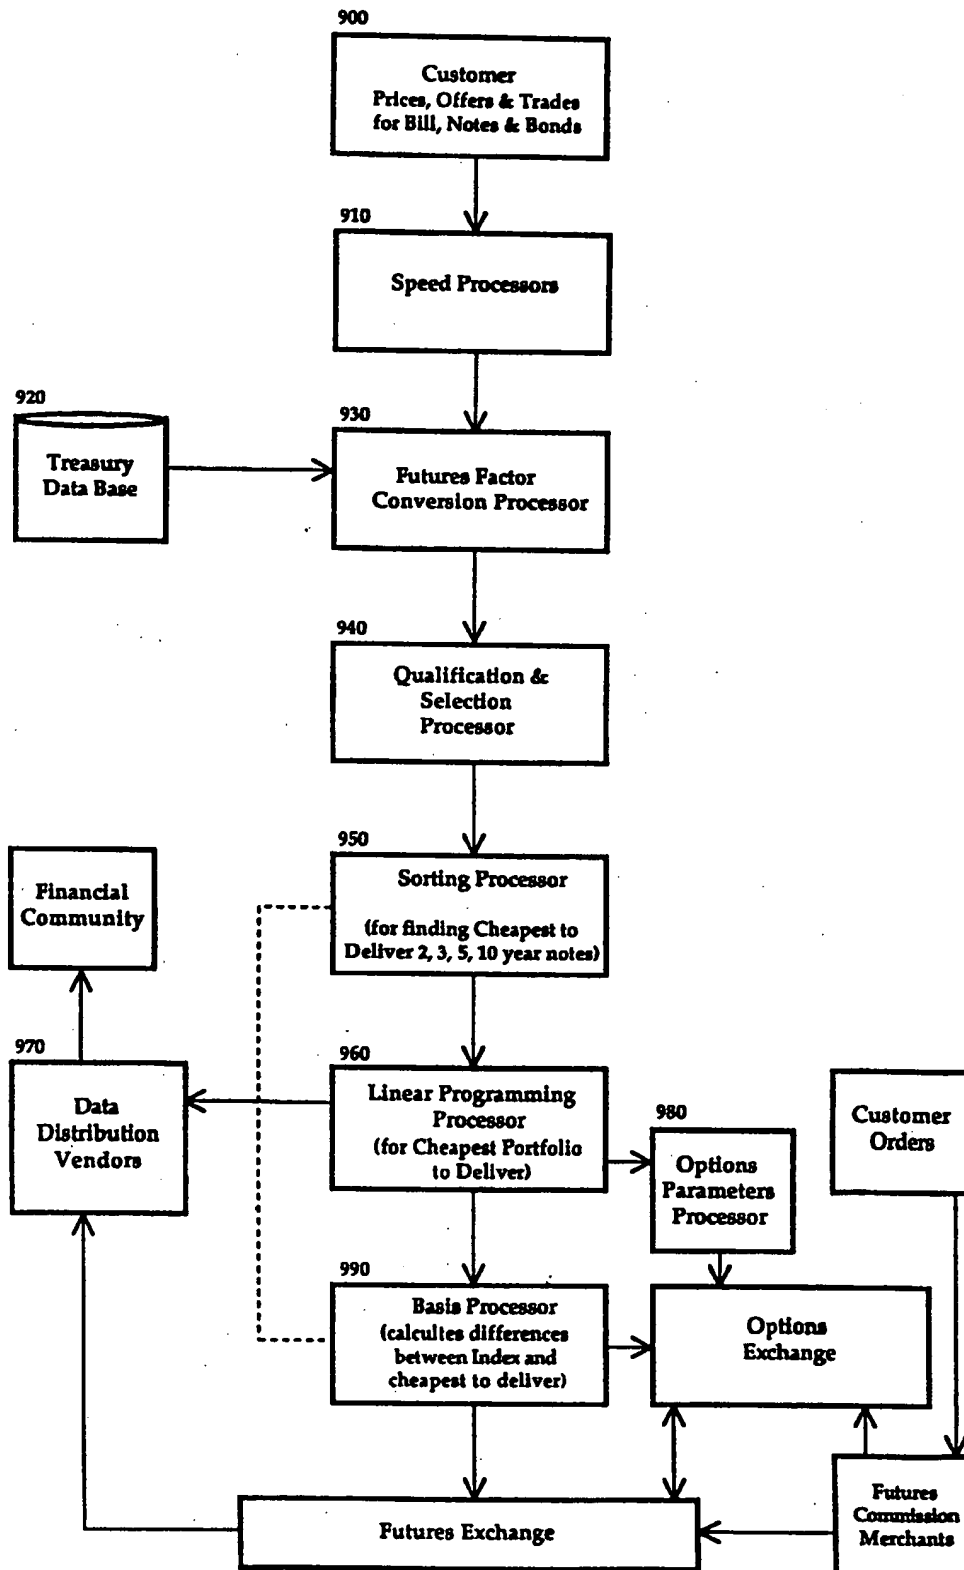 900
Customer
Prices, Offers & Trades
for Bill, Notes & Bonds
910
Speed Processors
920
Treasury
Data Base
930
Futures Factor
Conversion Processor
940
Qualification &
Selection
Processor
950
Sorting Processor
(for finding Cheapest to
Deliver 2, 3, 5, 10 year notes)
Financial
Community
970
Data
Distribution
Vendors
960
Linear Programming
Processor
(for Cheapest Portfolio
to Deliver)
980
Options
Parameters
Processor
Customer
Orders
990
Basis Processor
(calcultes differences
between Index and
cheapest to deliver)
Options
Exchange
Futures Exchange
Futures
Commission
Merchants